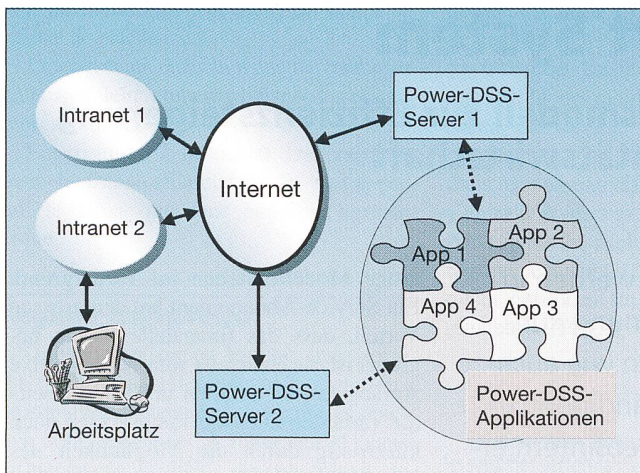 Intranet 1
Intranet 2
Internet
Power-DSS-
Server 1
App 1
App 2
App 4
App 3
Arbeitsplatz
Power-DSS-
Server 2
Power-DSS-
Applikationen